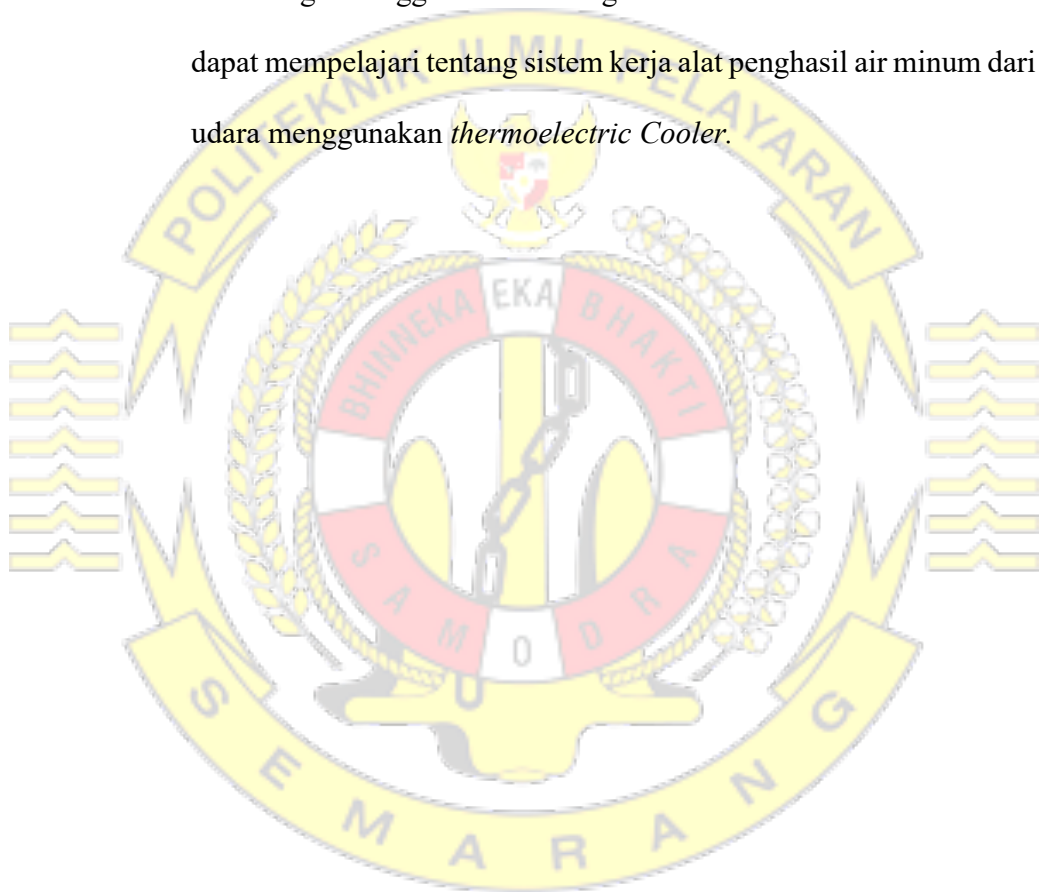 dapat mempelajari tentang sistem kerja alat penghasil air minum dari
udara menggunakan thermoelectric Cooler.
POLITEKNIK ILMU PELAYARAN
BHINNEKA EKA BHAKTI
SAMODRA
SEMARANG